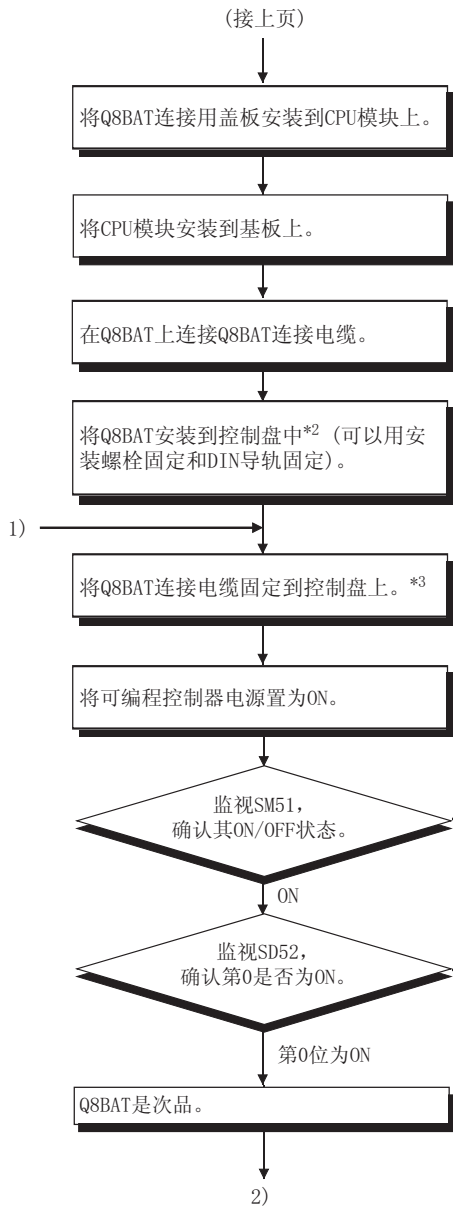 (接上页)
将Q8BAT连接用盖板安装到CPU模块上。
将CPU模块安装到基板上。
在Q8BAT上连接Q8BAT连接电缆。
将Q8BAT安装到控制盘中*2 (可以用安
装螺栓固定和DIN导轨固定)。
1)
将Q8BAT连接电缆固定到控制盘上。*3
将可编程控制器电源置为ON。
监视SM51，
确认其ON/OFF状态。
ON
监视SD52，
确认第0是否为ON。
第0位为ON
Q8BAT是次品。
2)